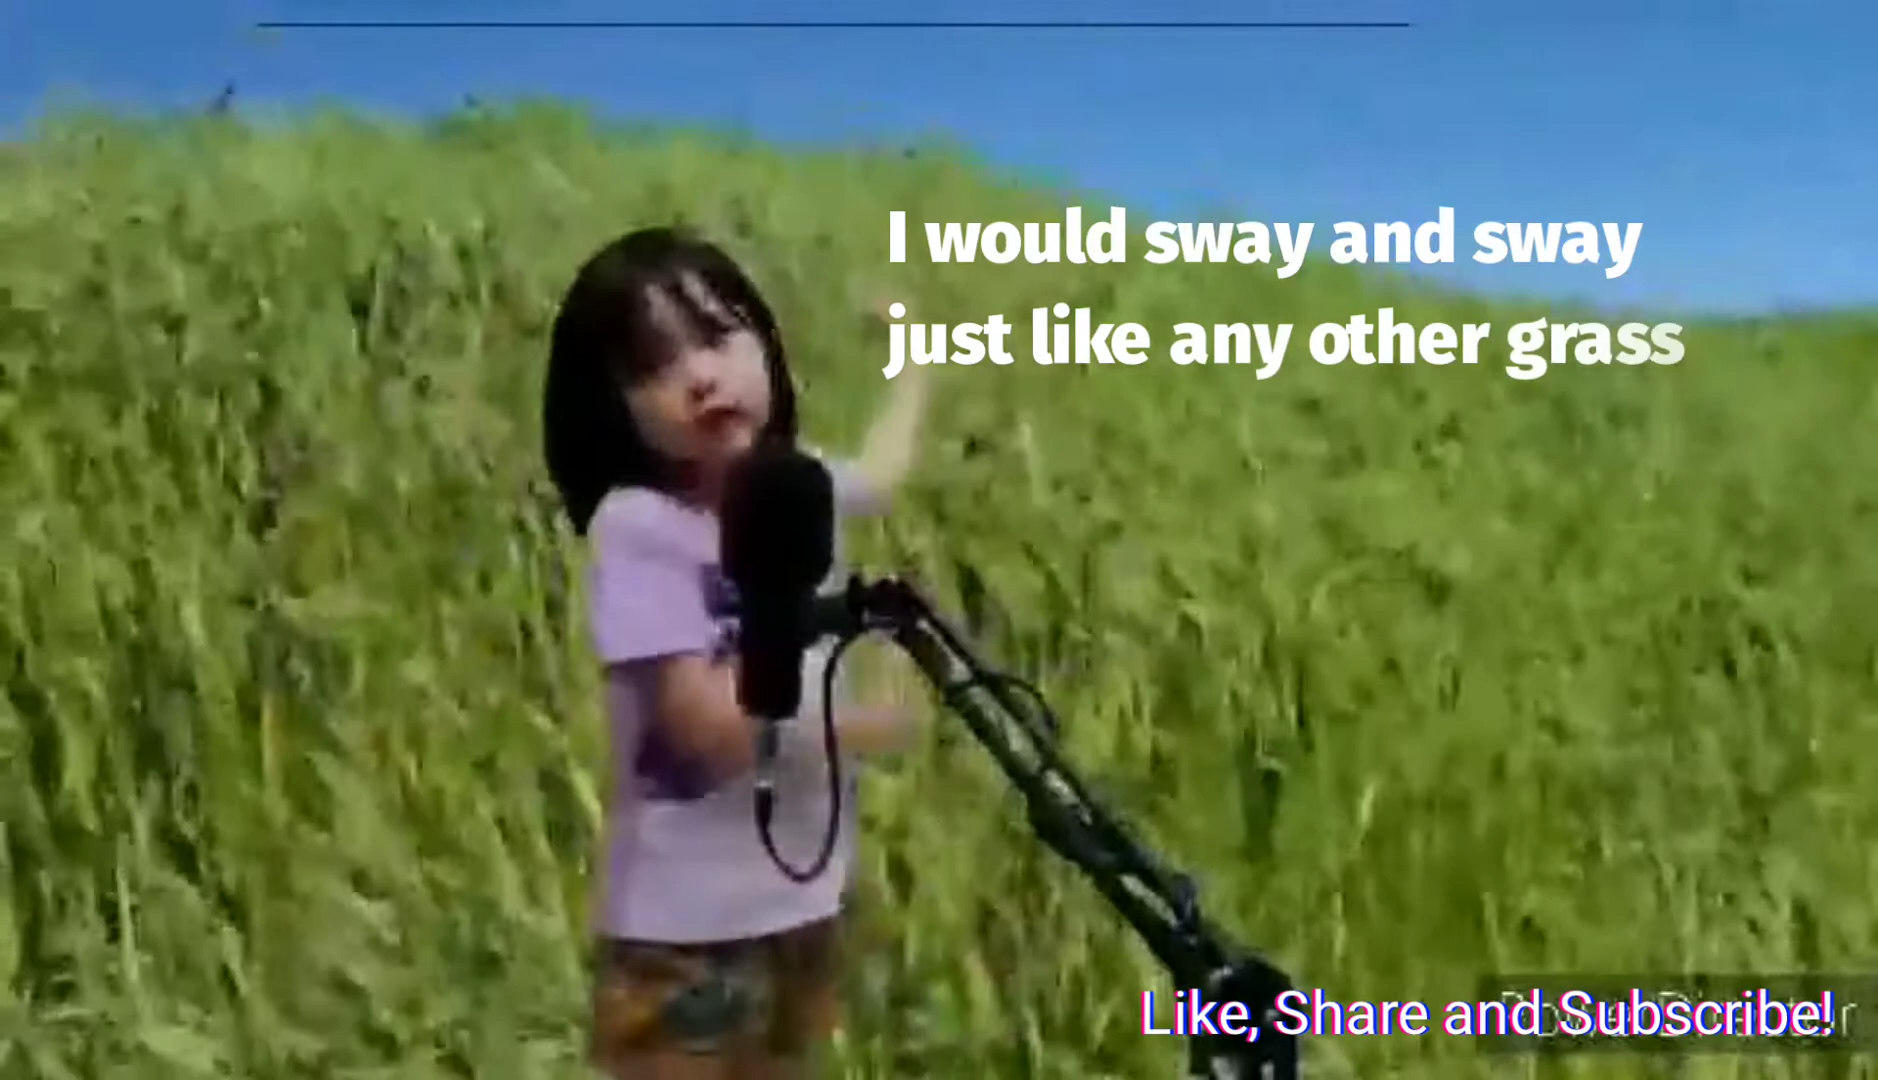 I would sway and sway
just like any other grass
Like, Share and Subscribe!